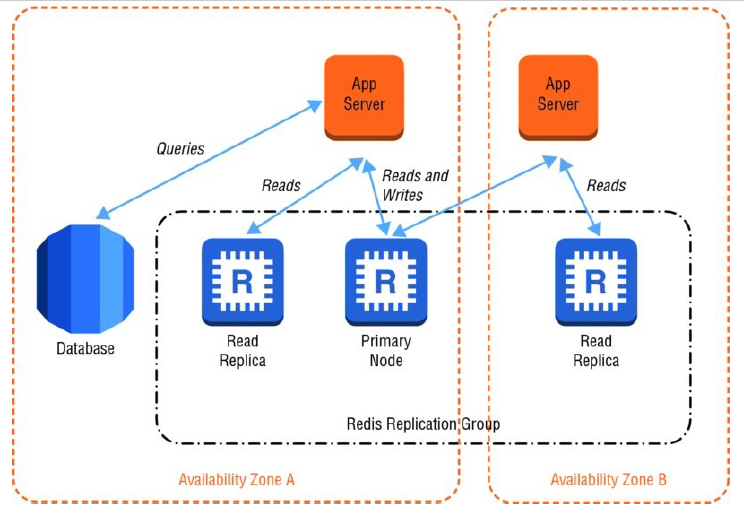 App
Server
App
Server
Queries
Reads
Reads and
Writes
Reads
R
R
R
Database
Read
Replica
Primary
Node
Read
Replica
Redis Replication Group
Availability Zone A
Availability Zone B